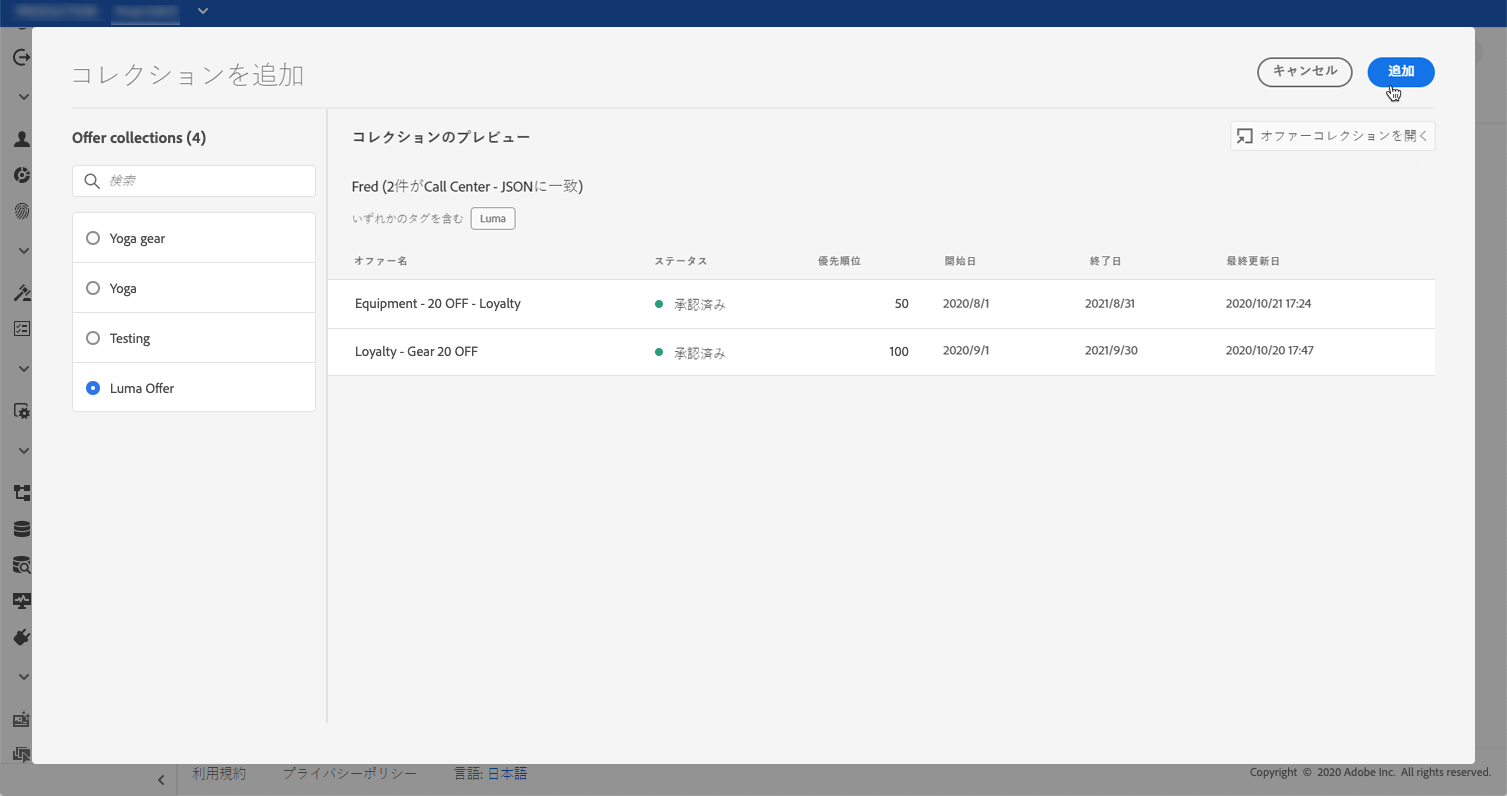 コレクションを追加
キャンセル
追加
Offer collections (4)
検索
Yoga gear
Yoga
Testing
Luma Offer
コレクションのプレビュー
オファーコレクションを開く
Fred (2件がCall Center - JSONに一致)
いずれかのタグを含む Luma
オファー名 ステータス 優先順位 開始日 終了日 最終更新日
Equipment - 20 OFF - Loyalty 承認済み 50 2020/8/1 2021/8/31 2020/10/21 17:24
Loyalty - Gear 20 OFF 承認済み 100 2020/9/1 2021/9/30 2020/10/20 17:47
利用規約 プライバシーポリシー 言語: 日本語 Copyright © 2020 Adobe Inc. All rights reserved.